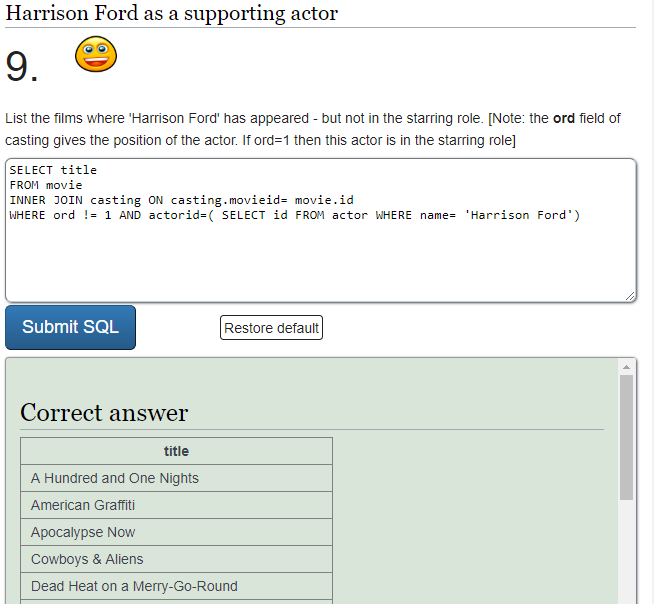 Harrison Ford as a supporting actor
9.
List the films where 'Harrison Ford' has appeared - but not in the starring role. [Note: the ord field of
casting gives the position of the actor. If ord=1 then this actor is in the starring role]
SELECT title
FROM movie
INNER JOIN casting ON casting.movieid= movie.id
WHERE ord != 1 AND actorid=( SELECT id FROM actor WHERE name= 'Harrison Ford')
Submit SQL
Restore default
Correct answer
title
A Hundred and One Nights
American Graffiti
Apocalypse Now
Cowboys & Aliens
Dead Heat on a Merry-Go-Round